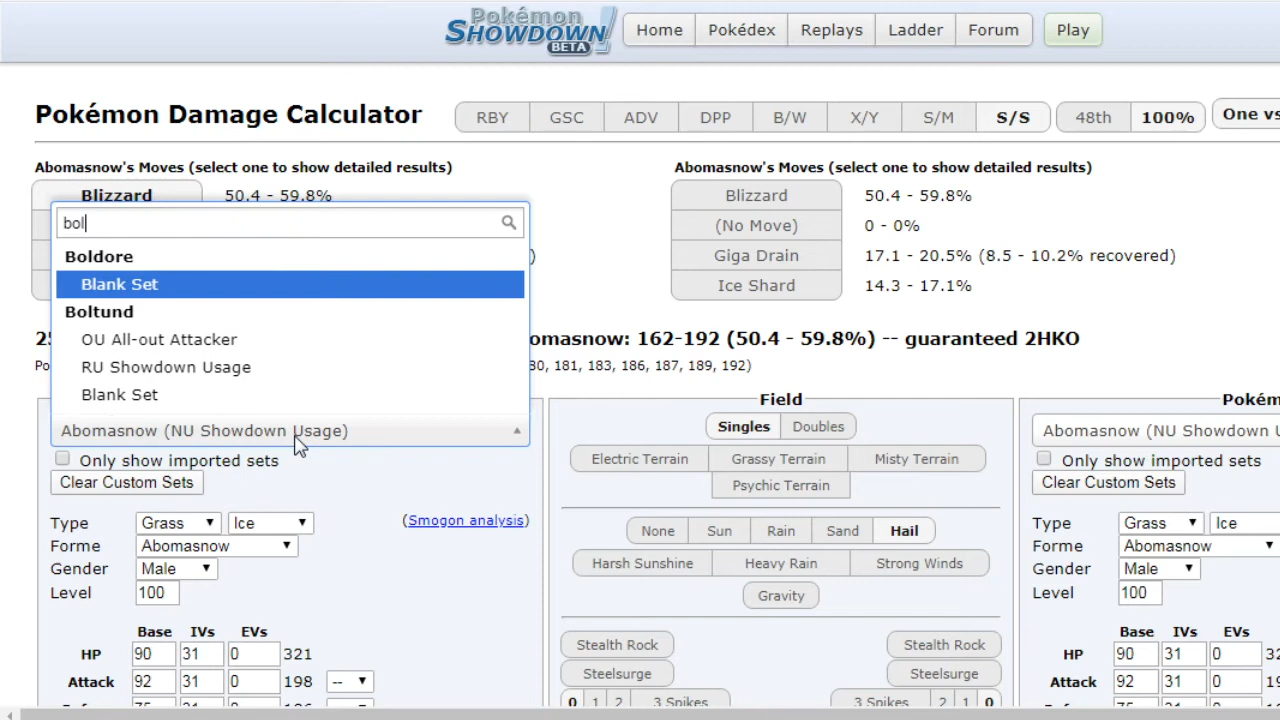 Pokémon
SHOWDOWN!
BETA
Home Pokédex Replays Ladder Forum Play
Pokémon Damage Calculator RBY GSC ADV DPP B/W X/Y S/M S/S 48th 100% One vs
Abomasnow's Moves (select one to show detailed results) Abomasnow's Moves (select one to show detailed results)
Blizzard 50.4 - 59.8% Blizzard 50.4 - 59.8%
bol (No Move) 0 - 0%
Boldore ) Giga Drain 17.1 - 20.5% (8.5 - 10.2% recovered)
Blank Set Ice Shard 14.3 - 17.1%
Boltund
OU All-out Attacker 25 omasnow: 162-192 (50.4 - 59.8%) -- guaranteed 2HKO
RU Showdown Usage Po 80, 181, 183, 186, 187, 189, 192)
Blank Set Field Pokém
Abomasnow (NU Showdown Usage) Singles Doubles Abomasnow (NU Showdown U
Only show imported sets Electric Terrain Grassy Terrain Misty Terrain Only show imported sets
Clear Custom Sets Psychic Terrain Clear Custom Sets
Type Grass Ice (Smogon analysis) None Sun Rain Sand Hail Type Grass Ice
Forme Abomasnow Harsh Sunshine Heavy Rain Strong Winds Forme Abomasnow
Gender Male Gender Male
Level 100 Gravity Level 100
Base IVs EVs Stealth Rock Stealth Rock Base IVs EVs
HP 90 31 0 321 Steelsurge Steelsurge HP 90 31 0 32
Attack 92 31 0 198 -- 0 1 2 3 Spikes 3 Spikes 2 1 0 Attack 92 31 0